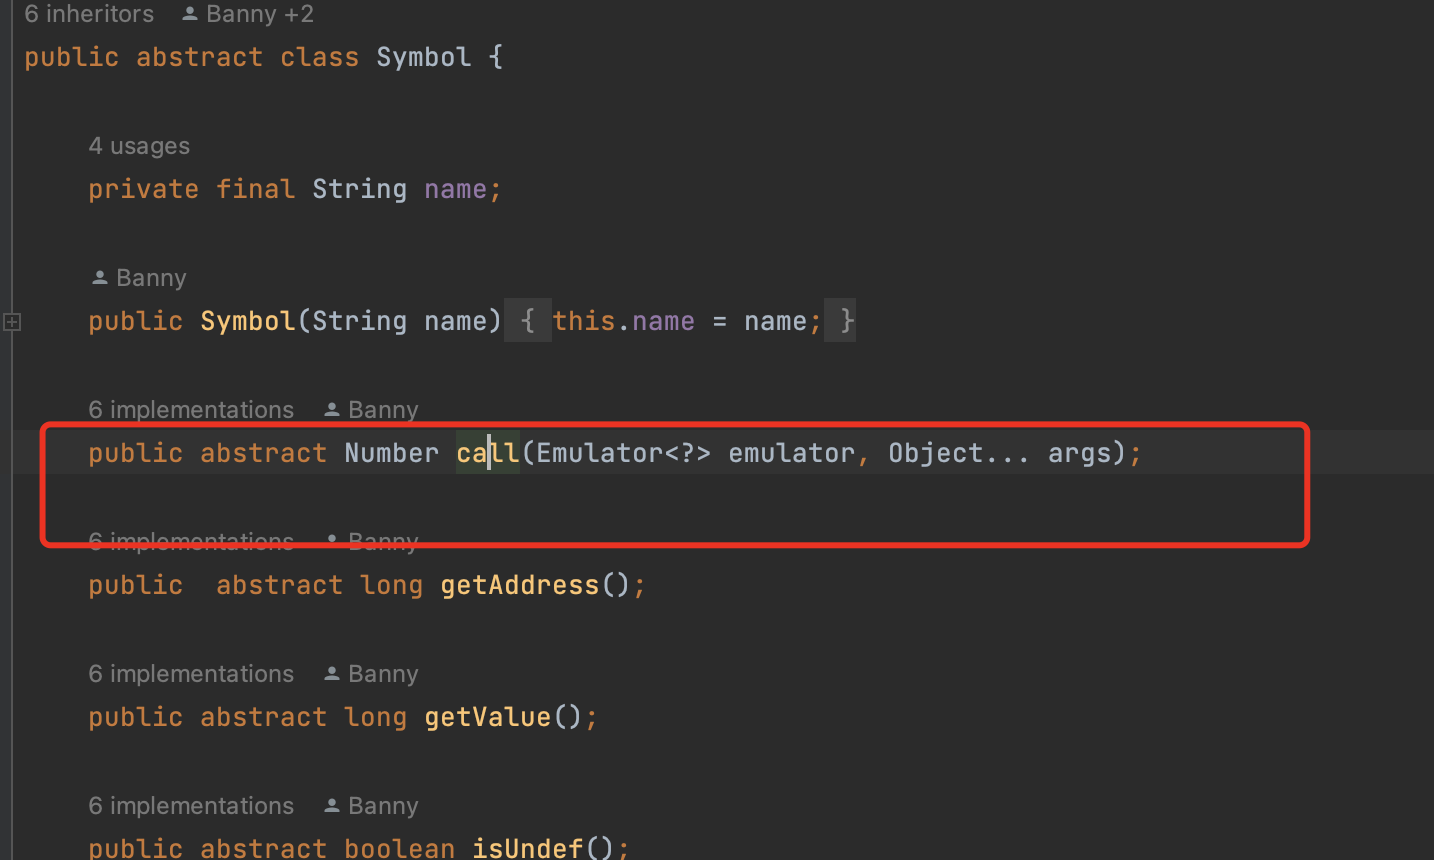 6 inheritors Banny +2
public abstract class Symbol {
4 usages
private final String name;
Banny
public Symbol(String name) { this.name = name; }
6 implementations Banny
public abstract Number call(Emulator<?> emulator, Object... args);
6 implementations Banny
public  abstract long getAddress();
6 implementations Banny
public abstract long getValue();
6 implementations Banny
public abstract boolean isUndef();